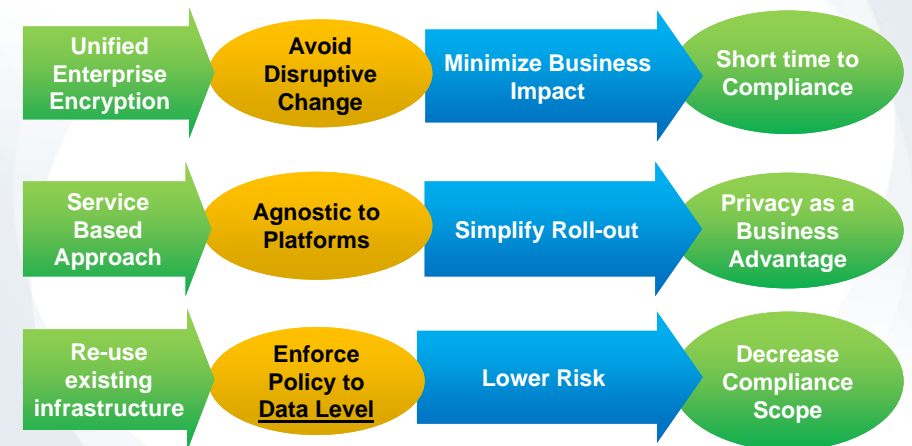 Unified
Enterprise
Encryption
Avoid
Disruptive
Change
Minimize Business
Impact
Short time to
Compliance
Service
Based
Approach
Agnostic to
Platforms
Simplify Roll-out
Privacy as a
Business
Advantage
Re-use
existing
infrastructure
Enforce
Policy to
Data Level
Lower Risk
Decrease
Compliance
Scope